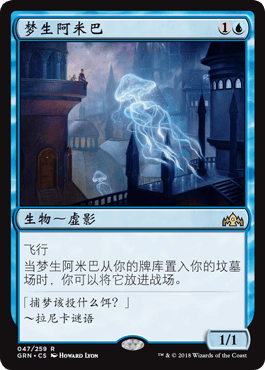 梦生阿米巴 1
生物～虚影
飞行
当梦生阿米巴从你的牌库置入你的坟墓
场时，你可以将它放进战场。
「捕梦该投什么饵？」
～拉尼卡谜语
1/1
047/259 R
GRN • CS Howard Lyon
™ & © 2018 Wizards of the Coast